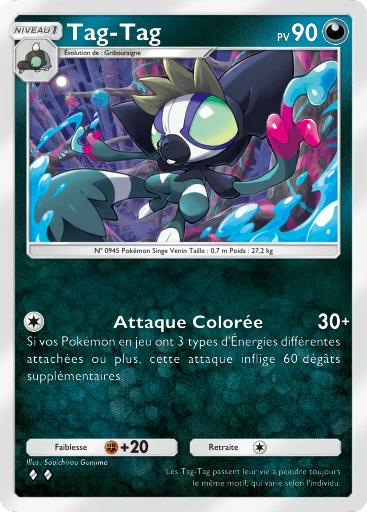 NIVEAU 1
Tag-Tag
PV 90
Évolution de : Gribouraigne
N° 0945 Pokémon Singe Venin Taille : 0,7 m Poids : 27,2 kg
Attaque Colorée 30+
Si vos Pokémon en jeu ont 3 types d'Énergies différentes
attachées ou plus, cette attaque inflige 60 dégâts
supplémentaires.
Faiblesse +20 Retraite
Illus. Souichirou Gunjima
Les Tag-Tag passent leur vie à peindre toujours
le même motif, qui varie selon l'individu.